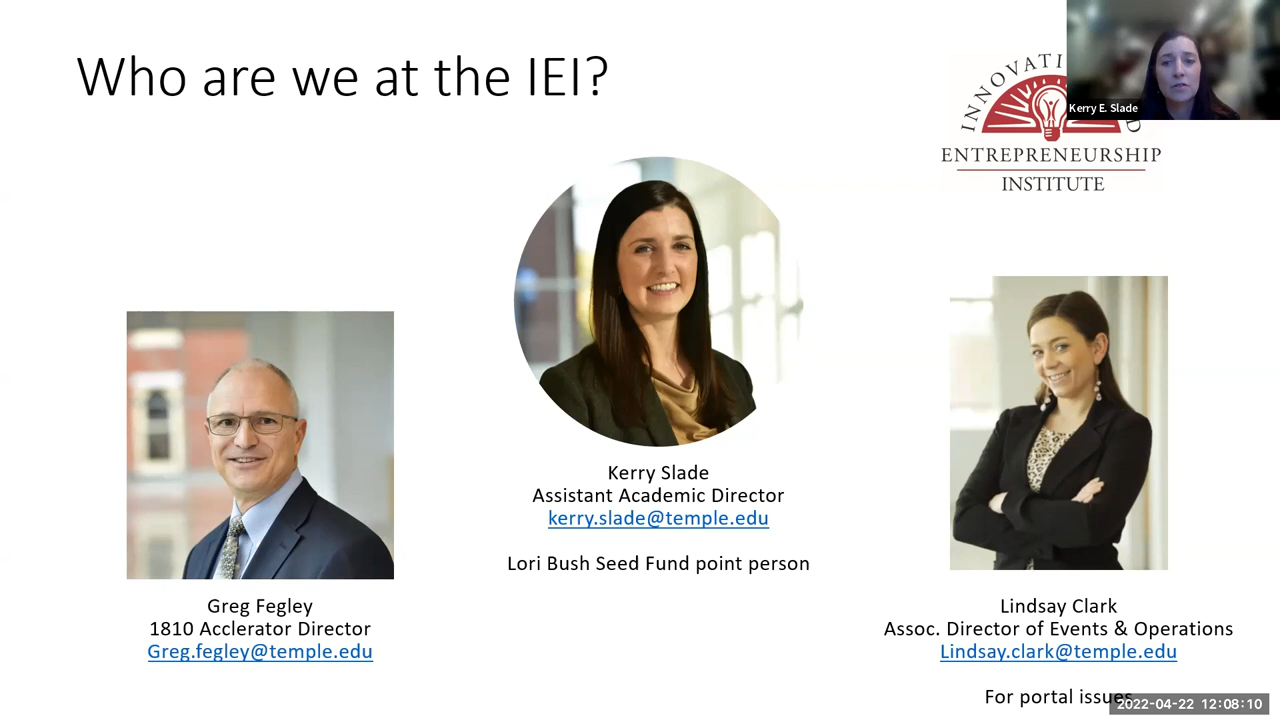 Who are we at the IEI?
INNOVATI
D
ENTREPRENEURSHIP
INSTITUTE
Kerry E. Slade
Kerry Slade
Assistant Academic Director
kerry.slade@temple.edu
Lori Bush Seed Fund point person
Greg Fegley
1810 Acclerator Director
Greg.fegley@temple.edu
Lindsay Clark
Assoc. Director of Events & Operations
Lindsay.clark@temple.edu
For portal issues
2022-04-22 12:08:10